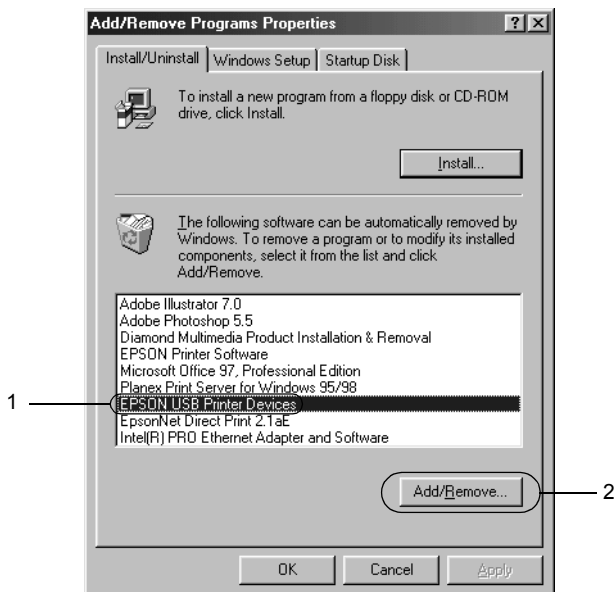 Add/Remove Programs Properties
Install/Uninstall Windows Setup Startup Disk
To install a new program from a floppy disk or CD-ROM
drive, click Install.
Install...
The following software can be automatically removed by
Windows. To remove a program or to modify its installed
components, select it from the list and click
Add/Remove.
Adobe Illustrator 7.0
Adobe Photoshop 5.5
Diamond Multimedia Product Installation & Removal
EPSON Printer Software
Microsoft Office 97, Professional Edition
Planex Print Server for Windows 95/98
1 EPSON USB Printer Devices
EpsonNet Direct Print 2.1aE
Intel(R) PRO Ethernet Adapter and Software
Add/Remove... 2
OK Cancel Apply